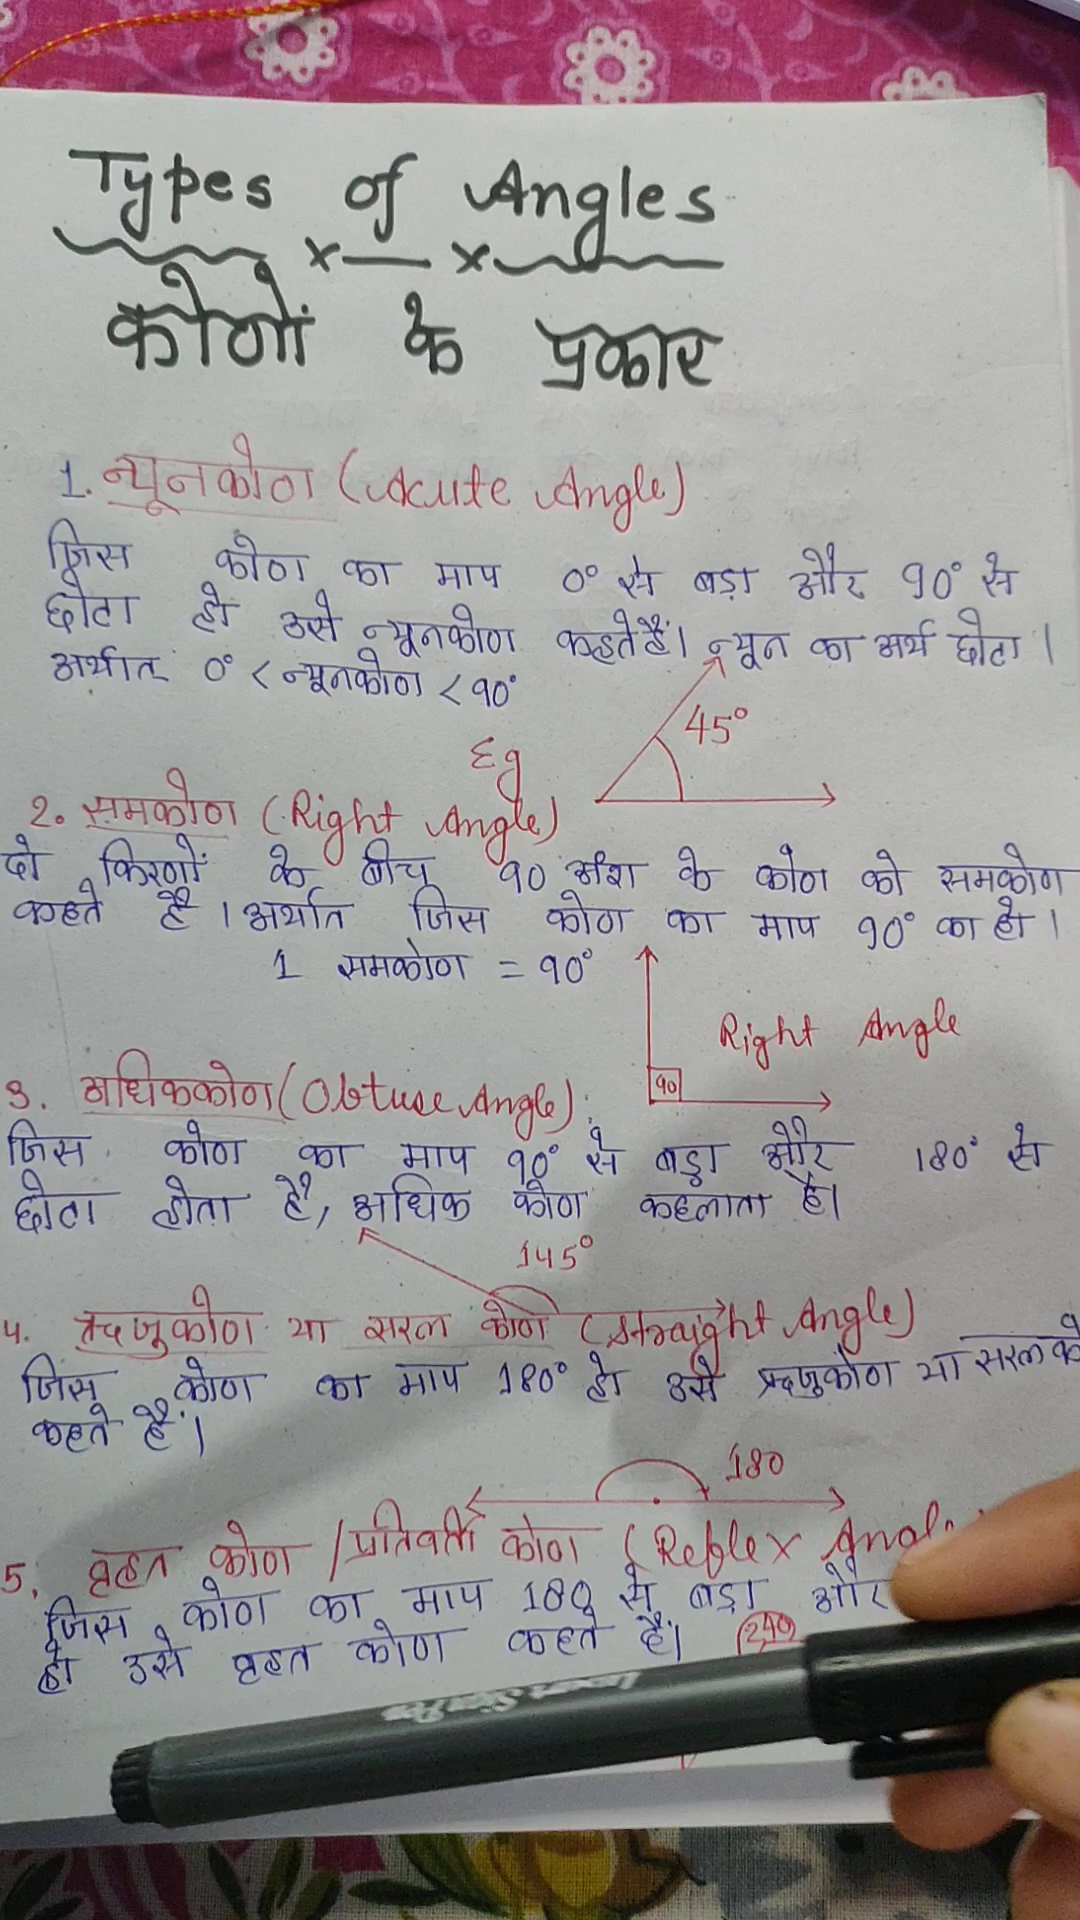 Types of Angles
कोणों के प्रकार
1. न्यूनकोण (Acute Angle)
जिस कोण का माप 0° से बड़ा और 90° से
छोटा हो उसे न्यूनकोण कहते हैं। न्यून का अर्थ छोटा।
अर्थात 0° < न्यूनकोण < 90°
Eg
45°
2. समकोण (Right Angle)
दो किरणों के बीच 90 अंश के कोण को समकोण
कहते हैं। अर्थात जिस कोण का माप 90° का हो।
1 समकोण = 90°
Right Angle
90
3. अधिककोण (Obtuse Angle)
जिस कोण का माप 90° से बड़ा और 180° से
छोटा होता है, अधिक कोण कहलाता है।
145°
4. ऋजुकोण या सरल कोण (Straight Angle)
जिस कोण का माप 180° हो उसे ऋजुकोण या सरल को
कहते हैं।
180
5. वृहत कोण / प्रतिवर्ती कोण (Reflex Angle
जिस कोण का माप 180 से बड़ा और
हो उसे वृहत कोण कहते हैं।
240